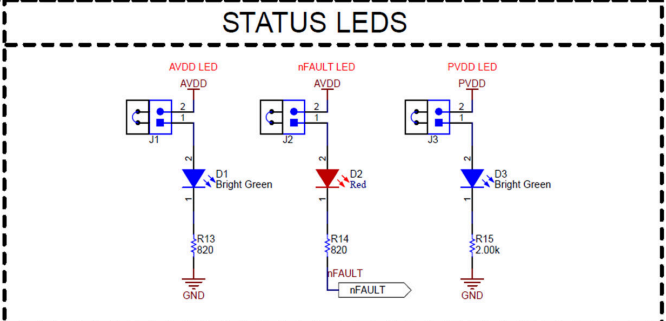 STATUS LEDS
AVDD LED
AVDD
2
1
J1
2
D1
Bright Green
1
R13
820
GND
nFAULT LED
AVDD
2
1
J2
2
D2
Red
1
R14
820
nFAULT
nFAULT
PVDD LED
PVDD
2
1
J3
2
D3
Bright Green
1
R15
2.00k
GND